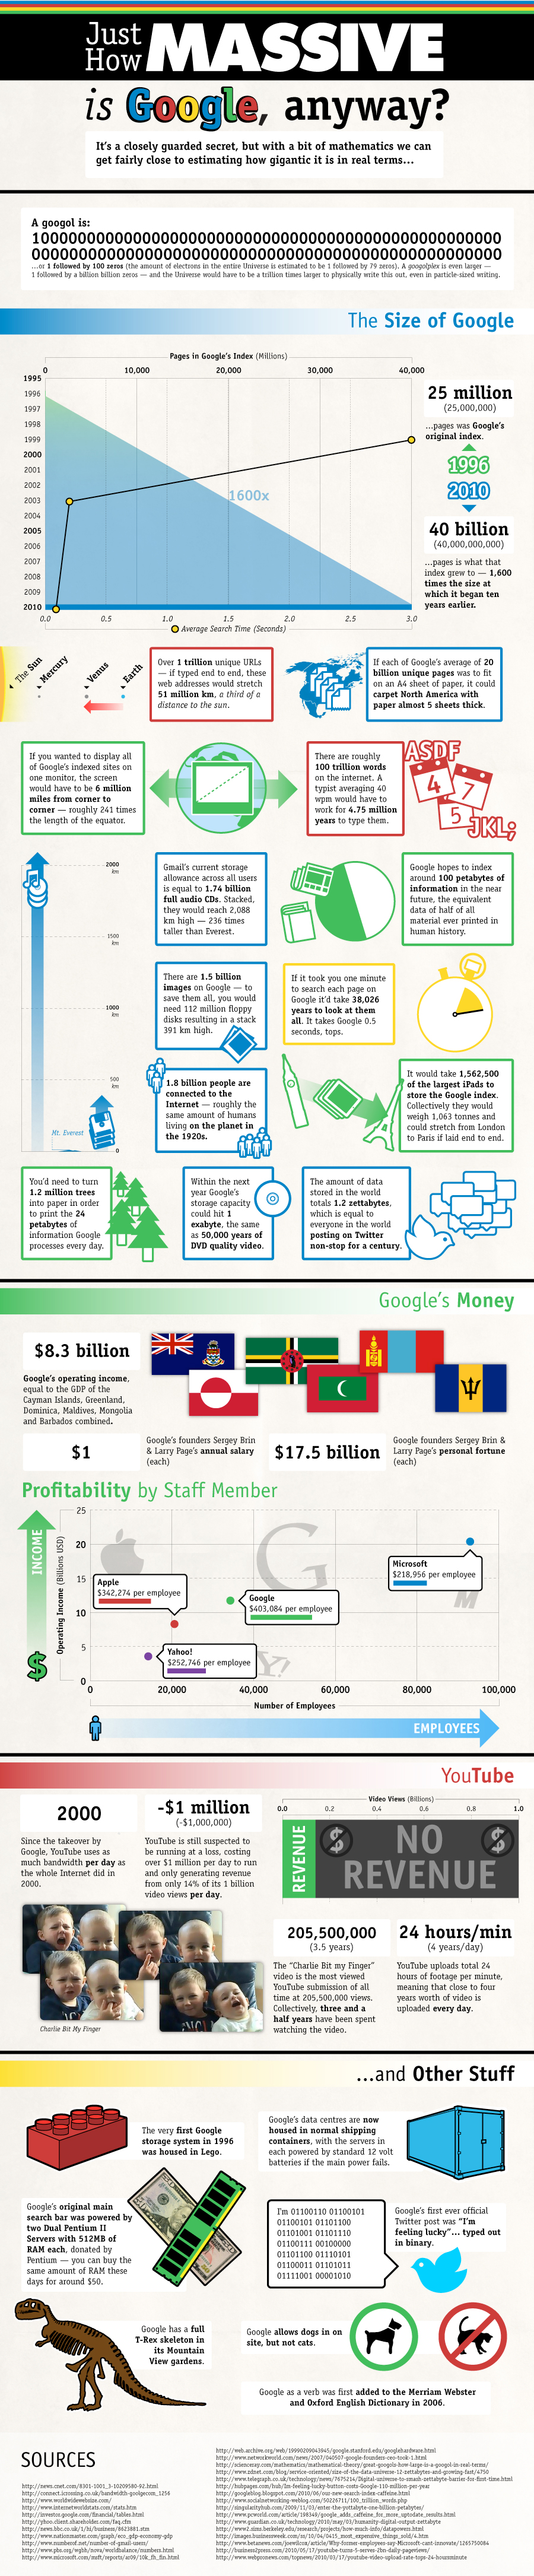 Just
How MASSIVE
is Google, anyway?
It's a closely guarded secret, but with a bit of mathematics we can
get fairly close to estimating how gigantic it is in real terms...
A googol is:
...or 1 followed by 100 zeros (the amount of electrons in the entire Universe is estimated to be 1 followed by 79 zeros). A googolplex is even larger —
1 followed by a billion billion zeros — and the Universe would have to be a trillion times larger to physically write this out, even in particle-sized writing.
The Size of Google
Pages in Google's Index (Millions)
0 10,000 20,000 30,000 40,000
1995
1996
1997
1998
1999
2000
2001
2002
2003
2004
2005
2006
2007
2008
2009
2010
1600x
0.0 0.5 1.0 1.5 2.0 2.5 3.0
Average Search Time (Seconds)
25 million
(25,000,000)
...pages was Google's
original index.
1996
2010
40 billion
(40,000,000,000)
...pages is what that
index grew to — 1,600
times the size at
which it began ten
years earlier.
The Sun
Mercury
Venus
Earth
Over 1 trillion unique URLs
— if typed end to end, these
web addresses would stretch
51 million km, a third of a
distance to the sun.
If each of Google's average of 20
billion unique pages was to fit
on an A4 sheet of paper, it could
carpet North America with
paper almost 5 sheets thick.
If you wanted to display all
of Google's indexed sites on
one monitor, the screen
would have to be 6 million
miles from corner to
corner — roughly 241 times
the length of the equator.
There are roughly
100 trillion words
on the internet. A
typist averaging 40
wpm would have to
work for 4.75 million
years to type them.
ASDF
4
7
5
JKL;
2000
km
1500
km
1000
km
500
km
Mt. Everest
0
Gmail's current storage
allowance across all users
is equal to 1.74 billion
full audio CDs. Stacked,
they would reach 2,088
km high — 236 times
taller than Everest.
Google hopes to index
around 100 petabytes of
information in the near
future, the equivalent
data of half of all
material ever printed in
human history.
There are 1.5 billion
images on Google — to
save them all, you would
need 112 million floppy
disks resulting in a stack
391 km high.
If it took you one minute
to search each page on
Google it'd take 38,026
years to look at them
all. It takes Google 0.5
seconds, tops.
1.8 billion people are
connected to the
Internet — roughly the
same amount of humans
living on the planet in
the 1920s.
It would take 1,562,500
of the largest iPads to
store the Google index.
Collectively they would
weigh 1,063 tonnes and
could stretch from London
to Paris if laid end to end.
You'd need to turn
1.2 million trees
into paper in order
to print the 24
petabytes of
information Google
processes every day.
Within the next
year Google's
storage capacity
could hit 1
exabyte, the same
as 50,000 years of
DVD quality video.
The amount of data
stored in the world
totals 1.2 zettabytes,
which is equal to
everyone in the world
posting on Twitter
non-stop for a century.
Google's Money
$8.3 billion
Google's operating income,
equal to the GDP of the
Cayman Islands, Greenland,
Dominica, Maldives, Mongolia
and Barbados combined.
$1
Google's founders Sergey Brin
& Larry Page's annual salary
(each)
$17.5 billion
Google founders Sergey Brin &
Larry Page's personal fortune
(each)
Profitability by Staff Member
INCOME
$
Operating Income (Billions USD)
25
20
15
10
5
0
Apple
$342,274 per employee
Google
$403,084 per employee
Microsoft
$218,956 per employee
Yahoo!
$252,746 per employee
G
M
Y!
0 20,000 40,000 60,000 80,000 100,000
Number of Employees
EMPLOYEES
YouTube
2000
Since the takeover by
Google, YouTube uses as
much bandwidth per day as
the whole Internet did in
2000.
-$1 million
(-$1,000,000)
YouTube is still suspected to
be running at a loss, costing
over $1 million per day to run
and only generating revenue
from only 14% of its 1 billion
video views per day.
Video Views (Billions)
0.0 0.2 0.4 0.6 0.8 1.0
REVENUE
$ NO $
REVENUE
Charlie Bit My Finger
205,500,000
(3.5 years)
The "Charlie Bit my Finger"
video is the most viewed
YouTube submission of all
time at 205,500,000 views.
Collectively, three and a
half years have been spent
watching the video.
24 hours/min
(4 years/day)
YouTube uploads total 24
hours of footage per minute,
meaning that close to four
years worth of video is
uploaded every day.
...and Other Stuff
The very first Google
storage system in 1996
was housed in Lego.
Google's data centres are now
housed in normal shipping
containers, with the servers in
each powered by standard 12 volt
batteries if the main power fails.
Google's original main
search bar was powered by
two Dual Pentium II
Servers with 512MB of
RAM each, donated by
Pentium — you can buy the
same amount of RAM these
days for around $50.
I'm 01100110 01100101
01100101 01101100
01101001 01101110
01100111 00100000
01101100 01110101
01100011 01101011
01111001 00001010
Google's first ever official
Twitter post was "I'm
feeling lucky"... typed out
in binary.
Google has a full
T-Rex skeleton in
its Mountain
View gardens.
Google allows dogs in on
site, but not cats.
Google as a verb was first added to the Merriam Webster
and Oxford English Dictionary in 2006.
SOURCES